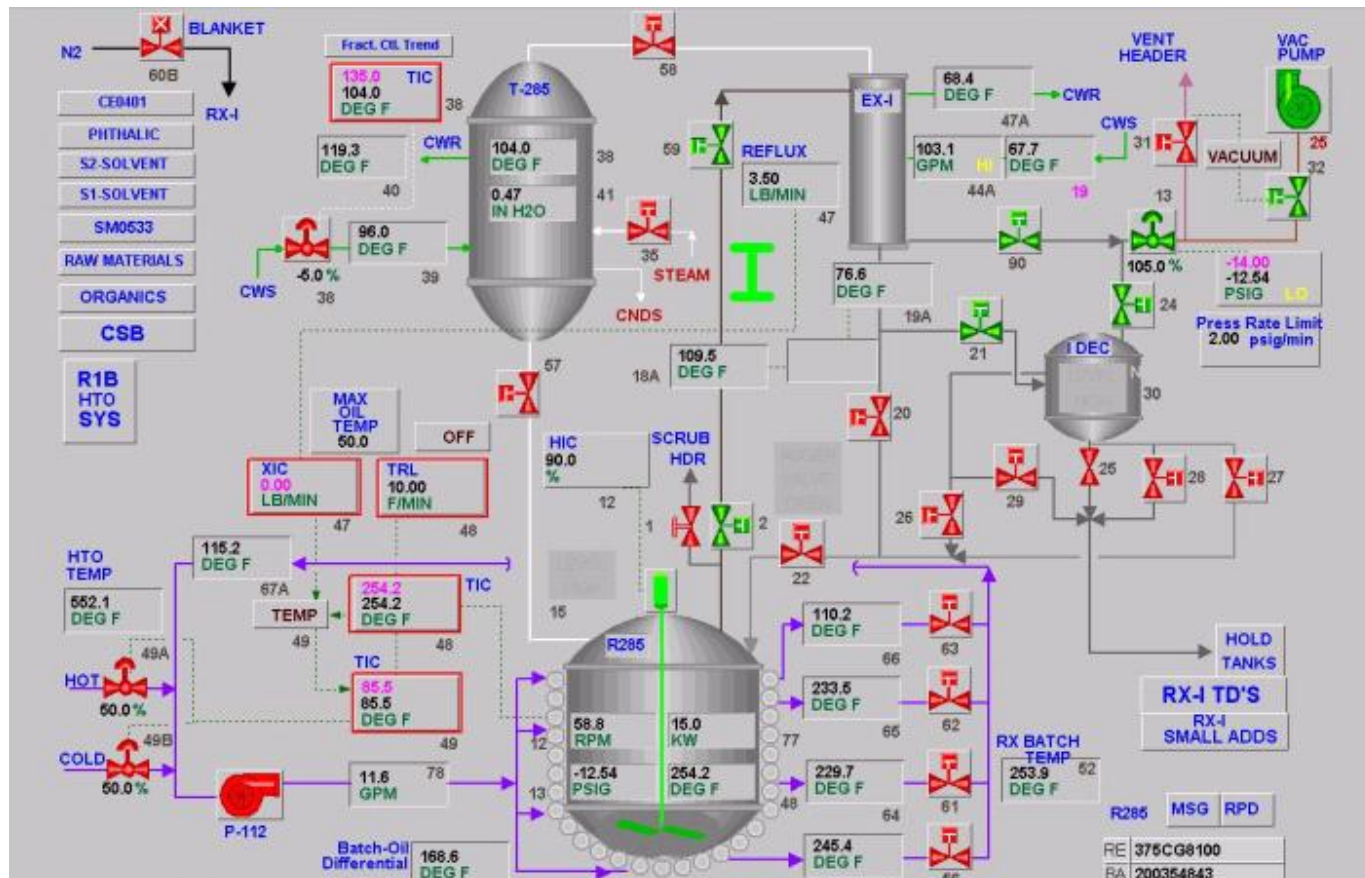 N2
BLANKET
60B
RX-I
CE0401
PHTHALIC
S2-SOLVENT
S1-SOLVENT
SM0533
RAW MATERIALS
ORGANICS
CSB
R1B
HTO
SYS
Fract. Ctl. Trend
135.0 TIC
104.0
DEG F
38
CWR
119.3
DEG F
40
T-285
104.0
DEG F
38
0.47
IN H2O
41
96.0
DEG F
39
CWS
-5.0 %
38
35
STEAM
CNDS
57
58
59
EX-I
68.4
DEG F
47A
CWR
CWS
103.1
GPM
HI
44A
67.7
DEG F
19
REFLUX
3.50
LB/MIN
47
VENT
HEADER
31
VACUUM
VAC
PUMP
25
32
13
105.0 %
-14.00
-12.54
PSIG
LO
Press Rate Limit
2.00 psig/min
90
24
76.6
DEG F
19A
21
I DEC
30
18A
109.5
DEG F
20
25
26
27
28
29
22
MAX
OIL
TEMP
50.0
OFF
XIC
0.00
LB/MIN
47
TRL
10.00
F/MIN
48
HIC
90.0
%
12
SCRUB
HDR
1
2
15
HTO
TEMP
552.1
DEG F
115.2
DEG F
67A
TEMP
49
254.2
254.2
DEG F
TIC
48
TIC
85.5
85.5
DEG F
49
49A
HOT
50.0 %
49B
COLD
50.0 %
P-112
11.6
GPM
78
Batch-Oil
Differential
168.6
DEG F
R285
58.8
RPM
12
15.0
KW
77
-12.54
PSIG
13
254.2
DEG F
48
110.2
DEG F
66
63
233.5
DEG F
65
62
229.7
DEG F
64
61
245.4
DEG F
RX BATCH
TEMP
253.9
DEG F
52
HOLD
TANKS
RX-I TD'S
RX-I
SMALL ADDS
R285
MSG
RPD
RE 375CG8100
BA 200354843